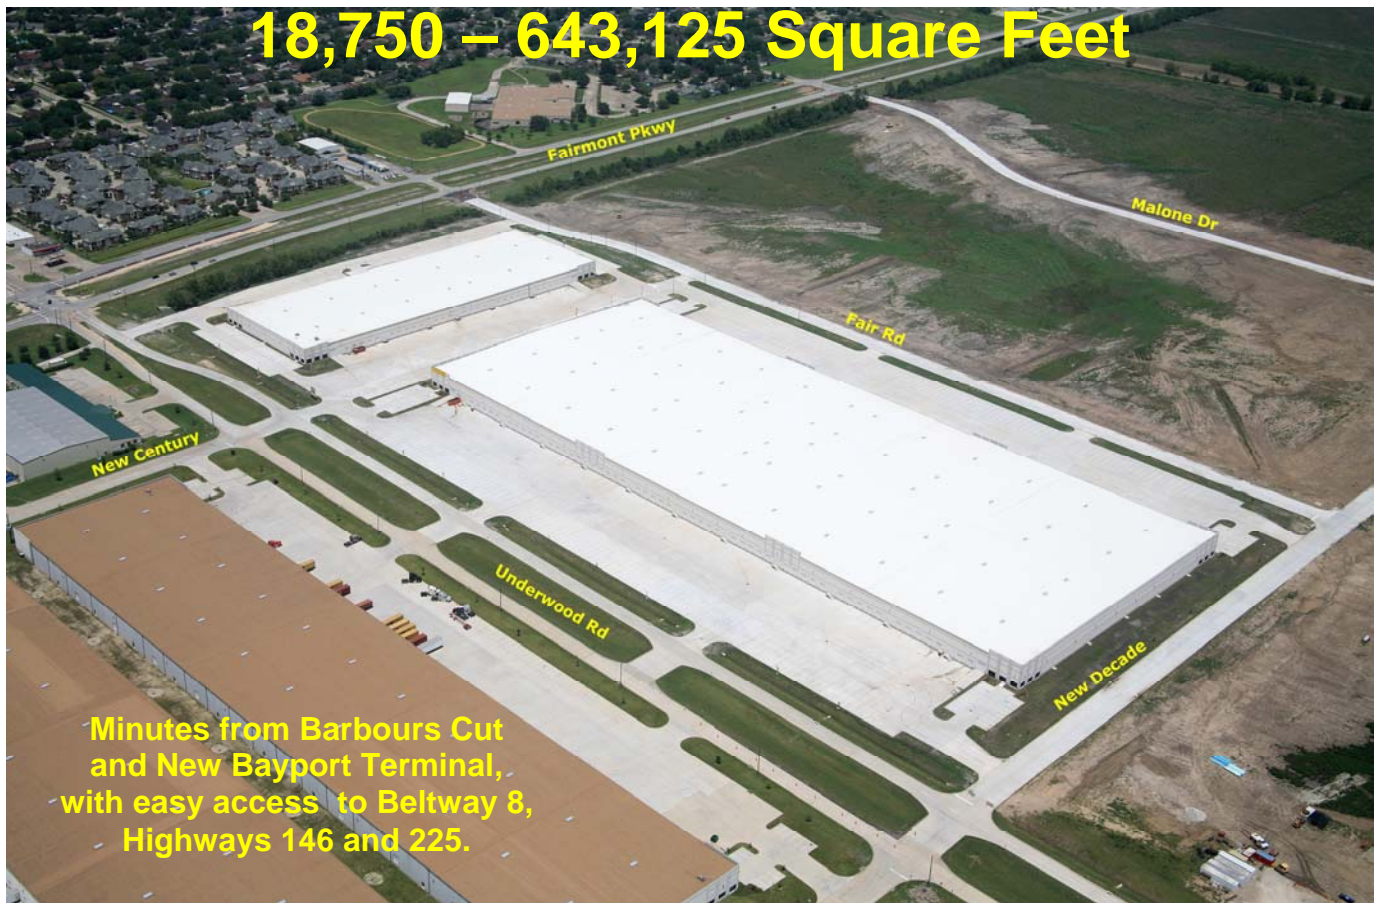 18,750 – 643,125 Square Feet
Fairmont Pkwy
Malone Dr
Fair Rd
New Century
Underwood Rd
New Decade
Minutes from Barbours Cut
and New Bayport Terminal,
with easy access  to Beltway 8,
Highways 146 and 225.